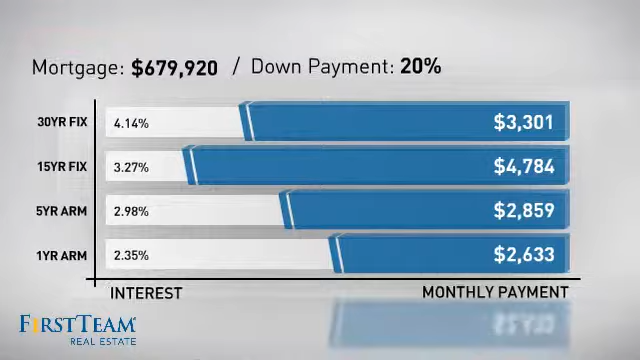 Mortgage: $679,920 / Down Payment: 20%
30YR FIX 4.14% $3,301
15YR FIX 3.27% $4,784
5YR ARM 2.98% $2,859
1YR ARM 2.35% $2,633
INTEREST MONTHLY PAYMENT
FIRSTTEAM®
REAL ESTATE